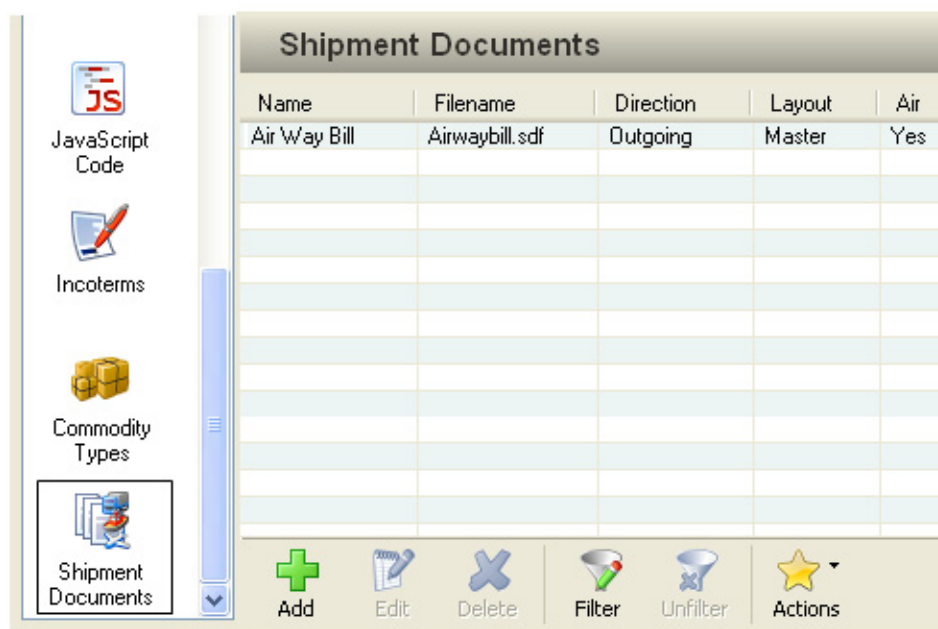 JS
JavaScript
Code
Incoterms
Commodity
Types
Shipment
Documents
Shipment Documents
Name Filename Direction Layout Air
Air Way Bill Airwaybill.sdf Outgoing Master Yes
Add Edit Delete Filter Unfilter Actions